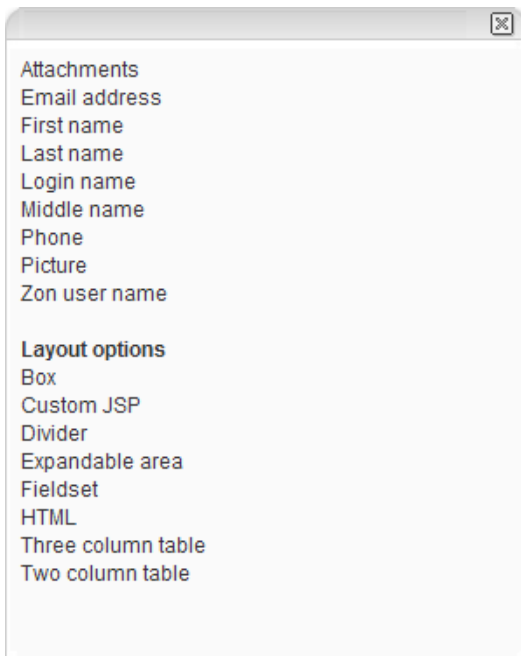 Attachments
Email address
First name
Last name
Login name
Middle name
Phone
Picture
Zon user name
Layout options
Box
Custom JSP
Divider
Expandable area
Fieldset
HTML
Three column table
Two column table